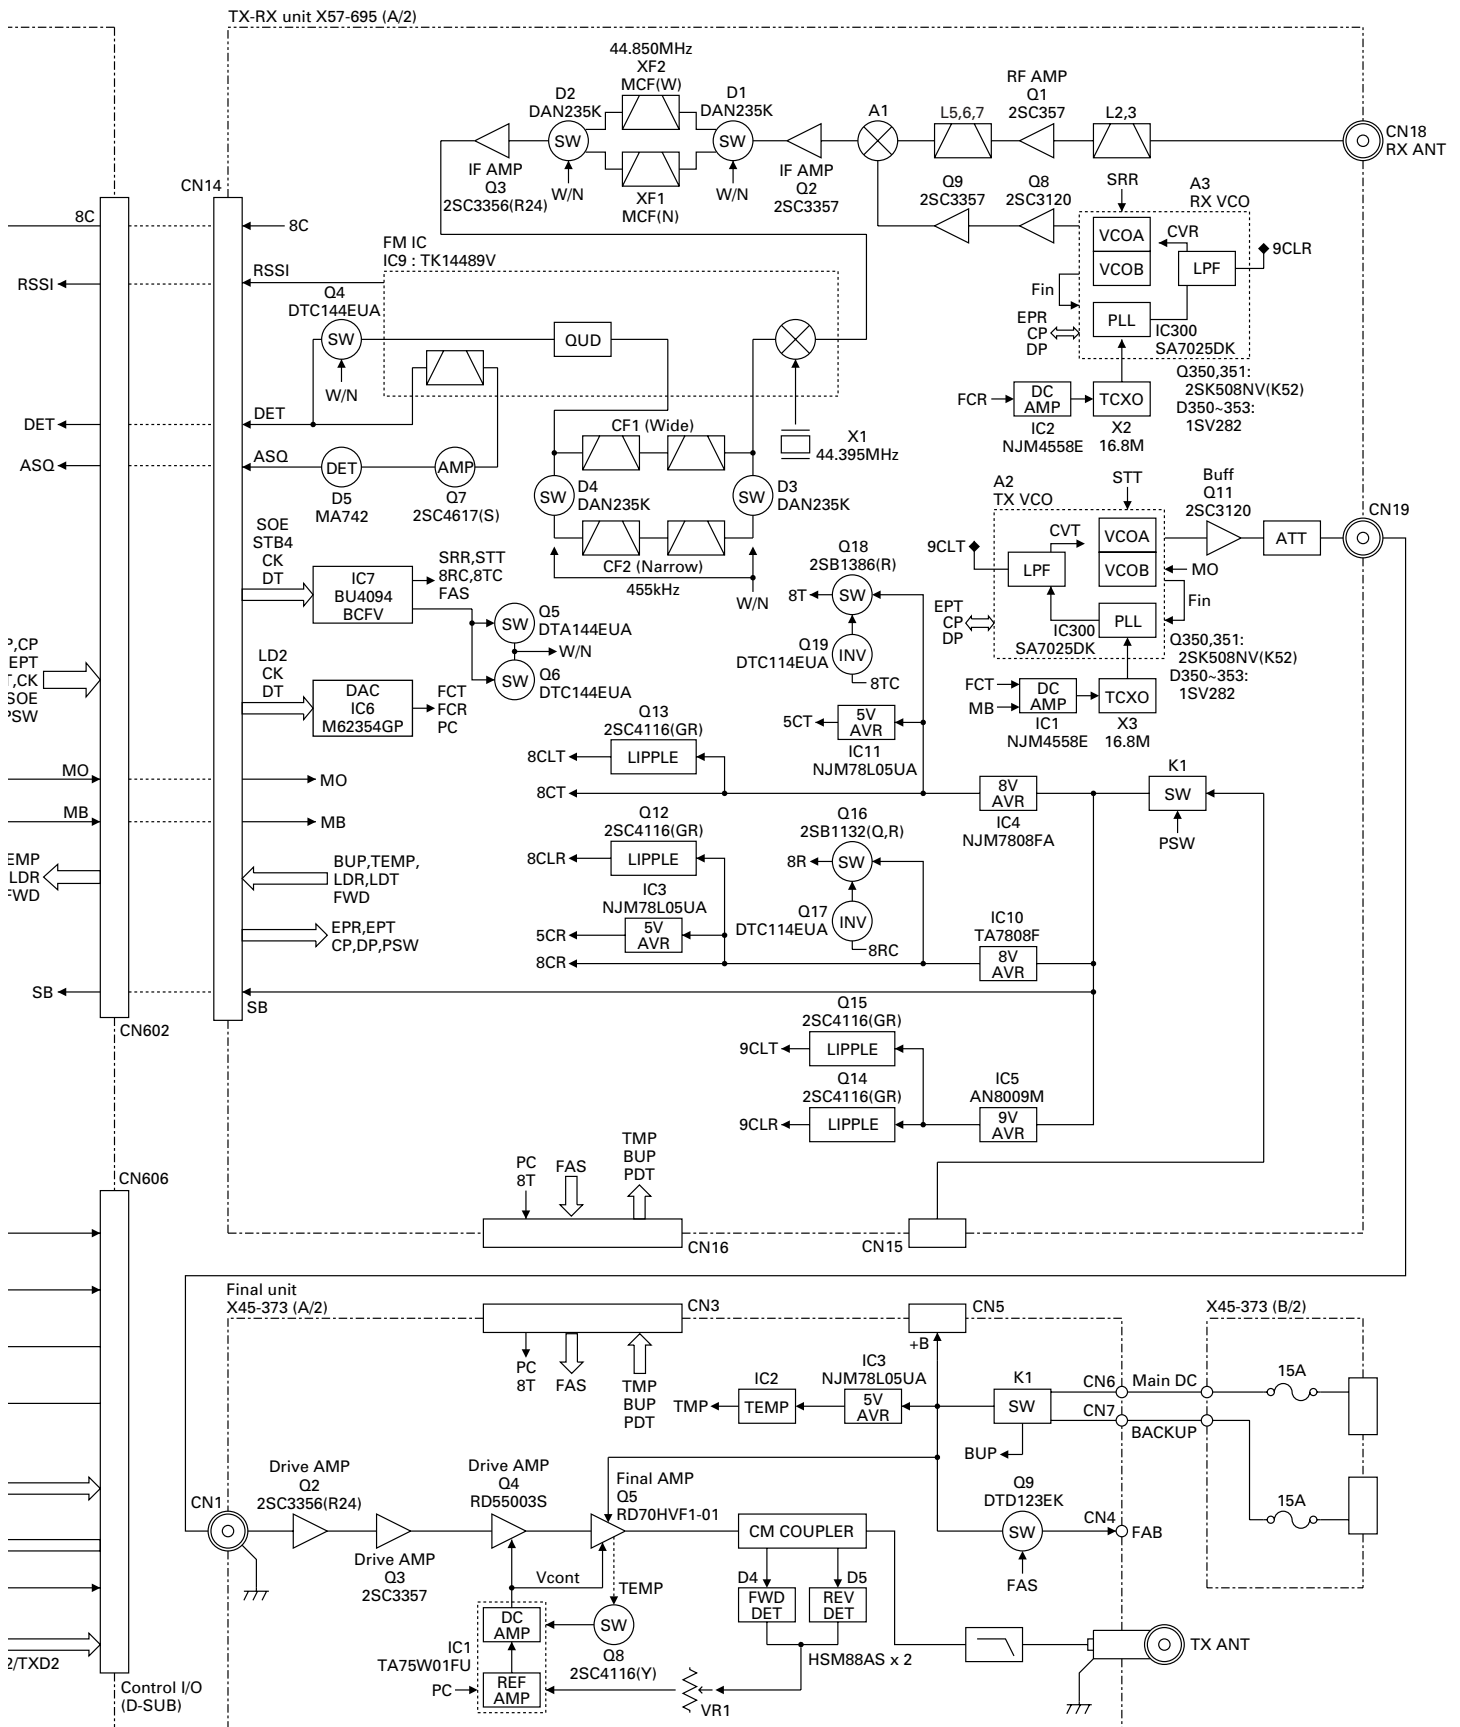 TX-RX unit X57-695 (A/2)
44.850MHz
XF2
MCF(W)
D2
DAN235K
D1
DAN235K
SW
SW
W/N
W/N
XF1
MCF(N)
IF AMP
Q3
2SC3356(R24)
IF AMP
Q2
2SC3357
A1
L5,6,7
RF AMP
Q1
2SC357
L2,3
CN18
RX ANT
Q9
2SC3357
Q8
2SC3120
SRR
A3
RX VCO
VCOA
VCOB
CVR
LPF
9CLR
Fin
PLL
EPR
CP
DP
IC300
SA7025DK
Q350,351:
2SK508NV(K52)
D350~353:
1SV282
FCR
DC
AMP
IC2
NJM4558E
TCXO
X2
16.8M
CN14
8C
8C
RSSI
RSSI
FM IC
IC9 : TK14489V
Q4
DTC144EUA
SW
W/N
QUD
DET
DET
ASQ
ASQ
DET
D5
MA742
AMP
Q7
2SC4617(S)
CF1 (Wide)
X1
44.395MHz
SW
D4
DAN235K
SW
D3
DAN235K
CF2 (Narrow)
455kHz
W/N
A2
TX VCO
STT
Buff
Q11
2SC3120
CN19
9CLT
CVT
LPF
VCOA
VCOB
ATT
MO
Fin
EPT
CP
DP
PLL
IC300
SA7025DK
Q350,351:
2SK508NV(K52)
D350~353:
1SV282
FCT
MB
DC
AMP
IC1
NJM4558E
TCXO
X3
16.8M
SOE
STB4
CK
DT
IC7
BU4094
BCFV
SRR,STT
8RC,8TC
FAS
SW
Q5
DTA144EUA
W/N
SW
Q6
DTC144EUA
Q18
2SB1386(R)
8T
SW
Q19
DTC114EUA
INV
8TC
P,CP
EPT
T,CK
SOE
PSW
LD2
CK
DT
DAC
IC6
M62354GP
FCT
FCR
PC
5CT
5V
AVR
IC11
NJM78L05UA
Q13
2SC4116(GR)
8CLT
LIPPLE
8CT
8V
AVR
IC4
NJM7808FA
K1
SW
PSW
MO
MO
MB
MB
Q12
2SC4116(GR)
8CLR
LIPPLE
IC3
NJM78L05UA
5CR
5V
AVR
8CR
Q16
2SB1132(Q,R)
8R
SW
Q17
DTC114EUA
INV
8RC
IC10
TA7808F
8V
AVR
EMP
LDR
FWD
BUP,TEMP,
LDR,LDT
FWD
EPR,EPT
CP,DP,PSW
SB
SB
CN602
Q15
2SC4116(GR)
9CLT
LIPPLE
Q14
2SC4116(GR)
9CLR
LIPPLE
IC5
AN8009M
9V
AVR
CN606
PC
8T
FAS
TMP
BUP
PDT
CN16
CN15
Final unit
X45-373 (A/2)
CN3
CN5
X45-373 (B/2)
PC
8T
FAS
TMP
BUP
PDT
+B
IC3
NJM78L05UA
IC2
TMP
TEMP
5V
AVR
K1
SW
BUP
CN6
Main DC
15A
CN7
BACKUP
15A
CN1
Drive AMP
Q2
2SC3356(R24)
Drive AMP
Q3
2SC3357
Drive AMP
Q4
RD55003S
Final AMP
Q5
RD70HVF1-01
CM COUPLER
Q9
DTD123EK
SW
FAS
CN4
FAB
Vcont
TEMP
D4
FWD
DET
D5
REV
DET
HSM88AS x 2
DC
AMP
IC1
TA75W01FU
REF
AMP
PC
SW
Q8
2SC4116(Y)
VR1
TX ANT
2/TXD2
Control I/O
(D-SUB)